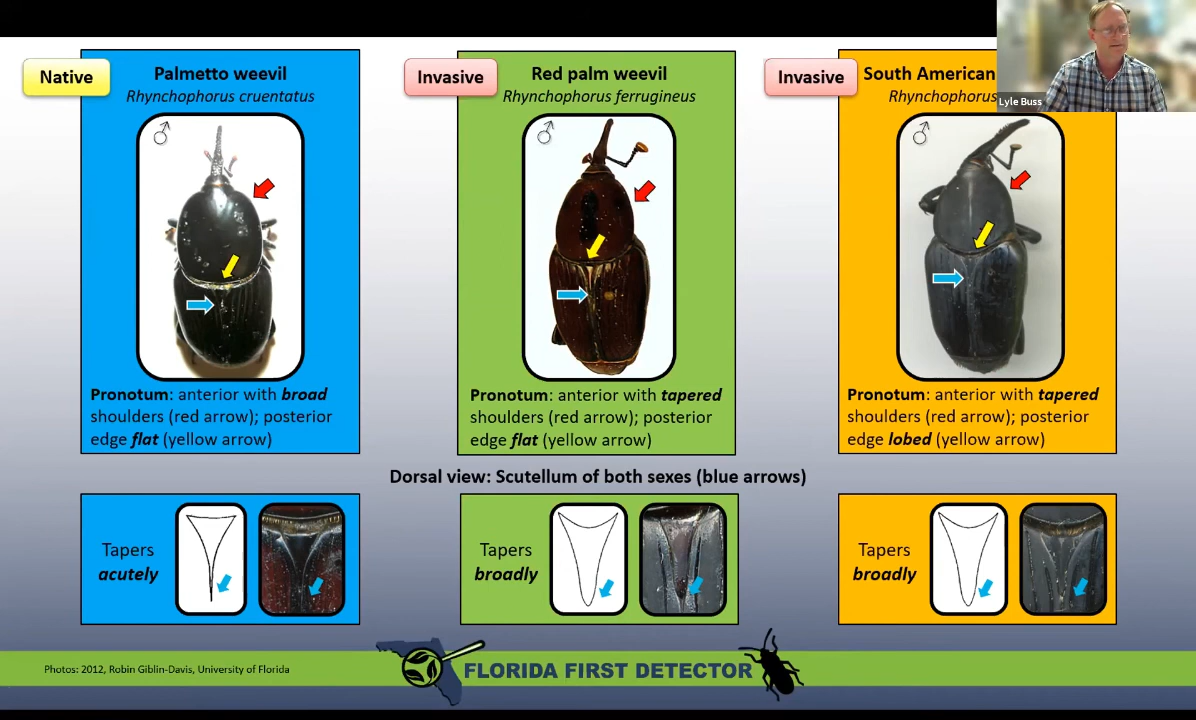 Native
Palmetto weevil
Rhynchophorus cruentatus
♂
Pronotum: anterior with broad
shoulders (red arrow); posterior
edge flat (yellow arrow)
Invasive
Red palm weevil
Rhynchophorus ferrugineus
♂
Pronotum: anterior with tapered
shoulders (red arrow); posterior
edge flat (yellow arrow)
Invasive
South American
Rhynchophorus
♂
Pronotum: anterior with tapered
shoulders (red arrow); posterior
edge lobed (yellow arrow)
Lyle Buss
Dorsal view: Scutellum of both sexes (blue arrows)
Tapers
acutely
Tapers
broadly
Tapers
broadly
Photos: 2012, Robin Giblin-Davis, University of Florida
FLORIDA FIRST DETECTOR